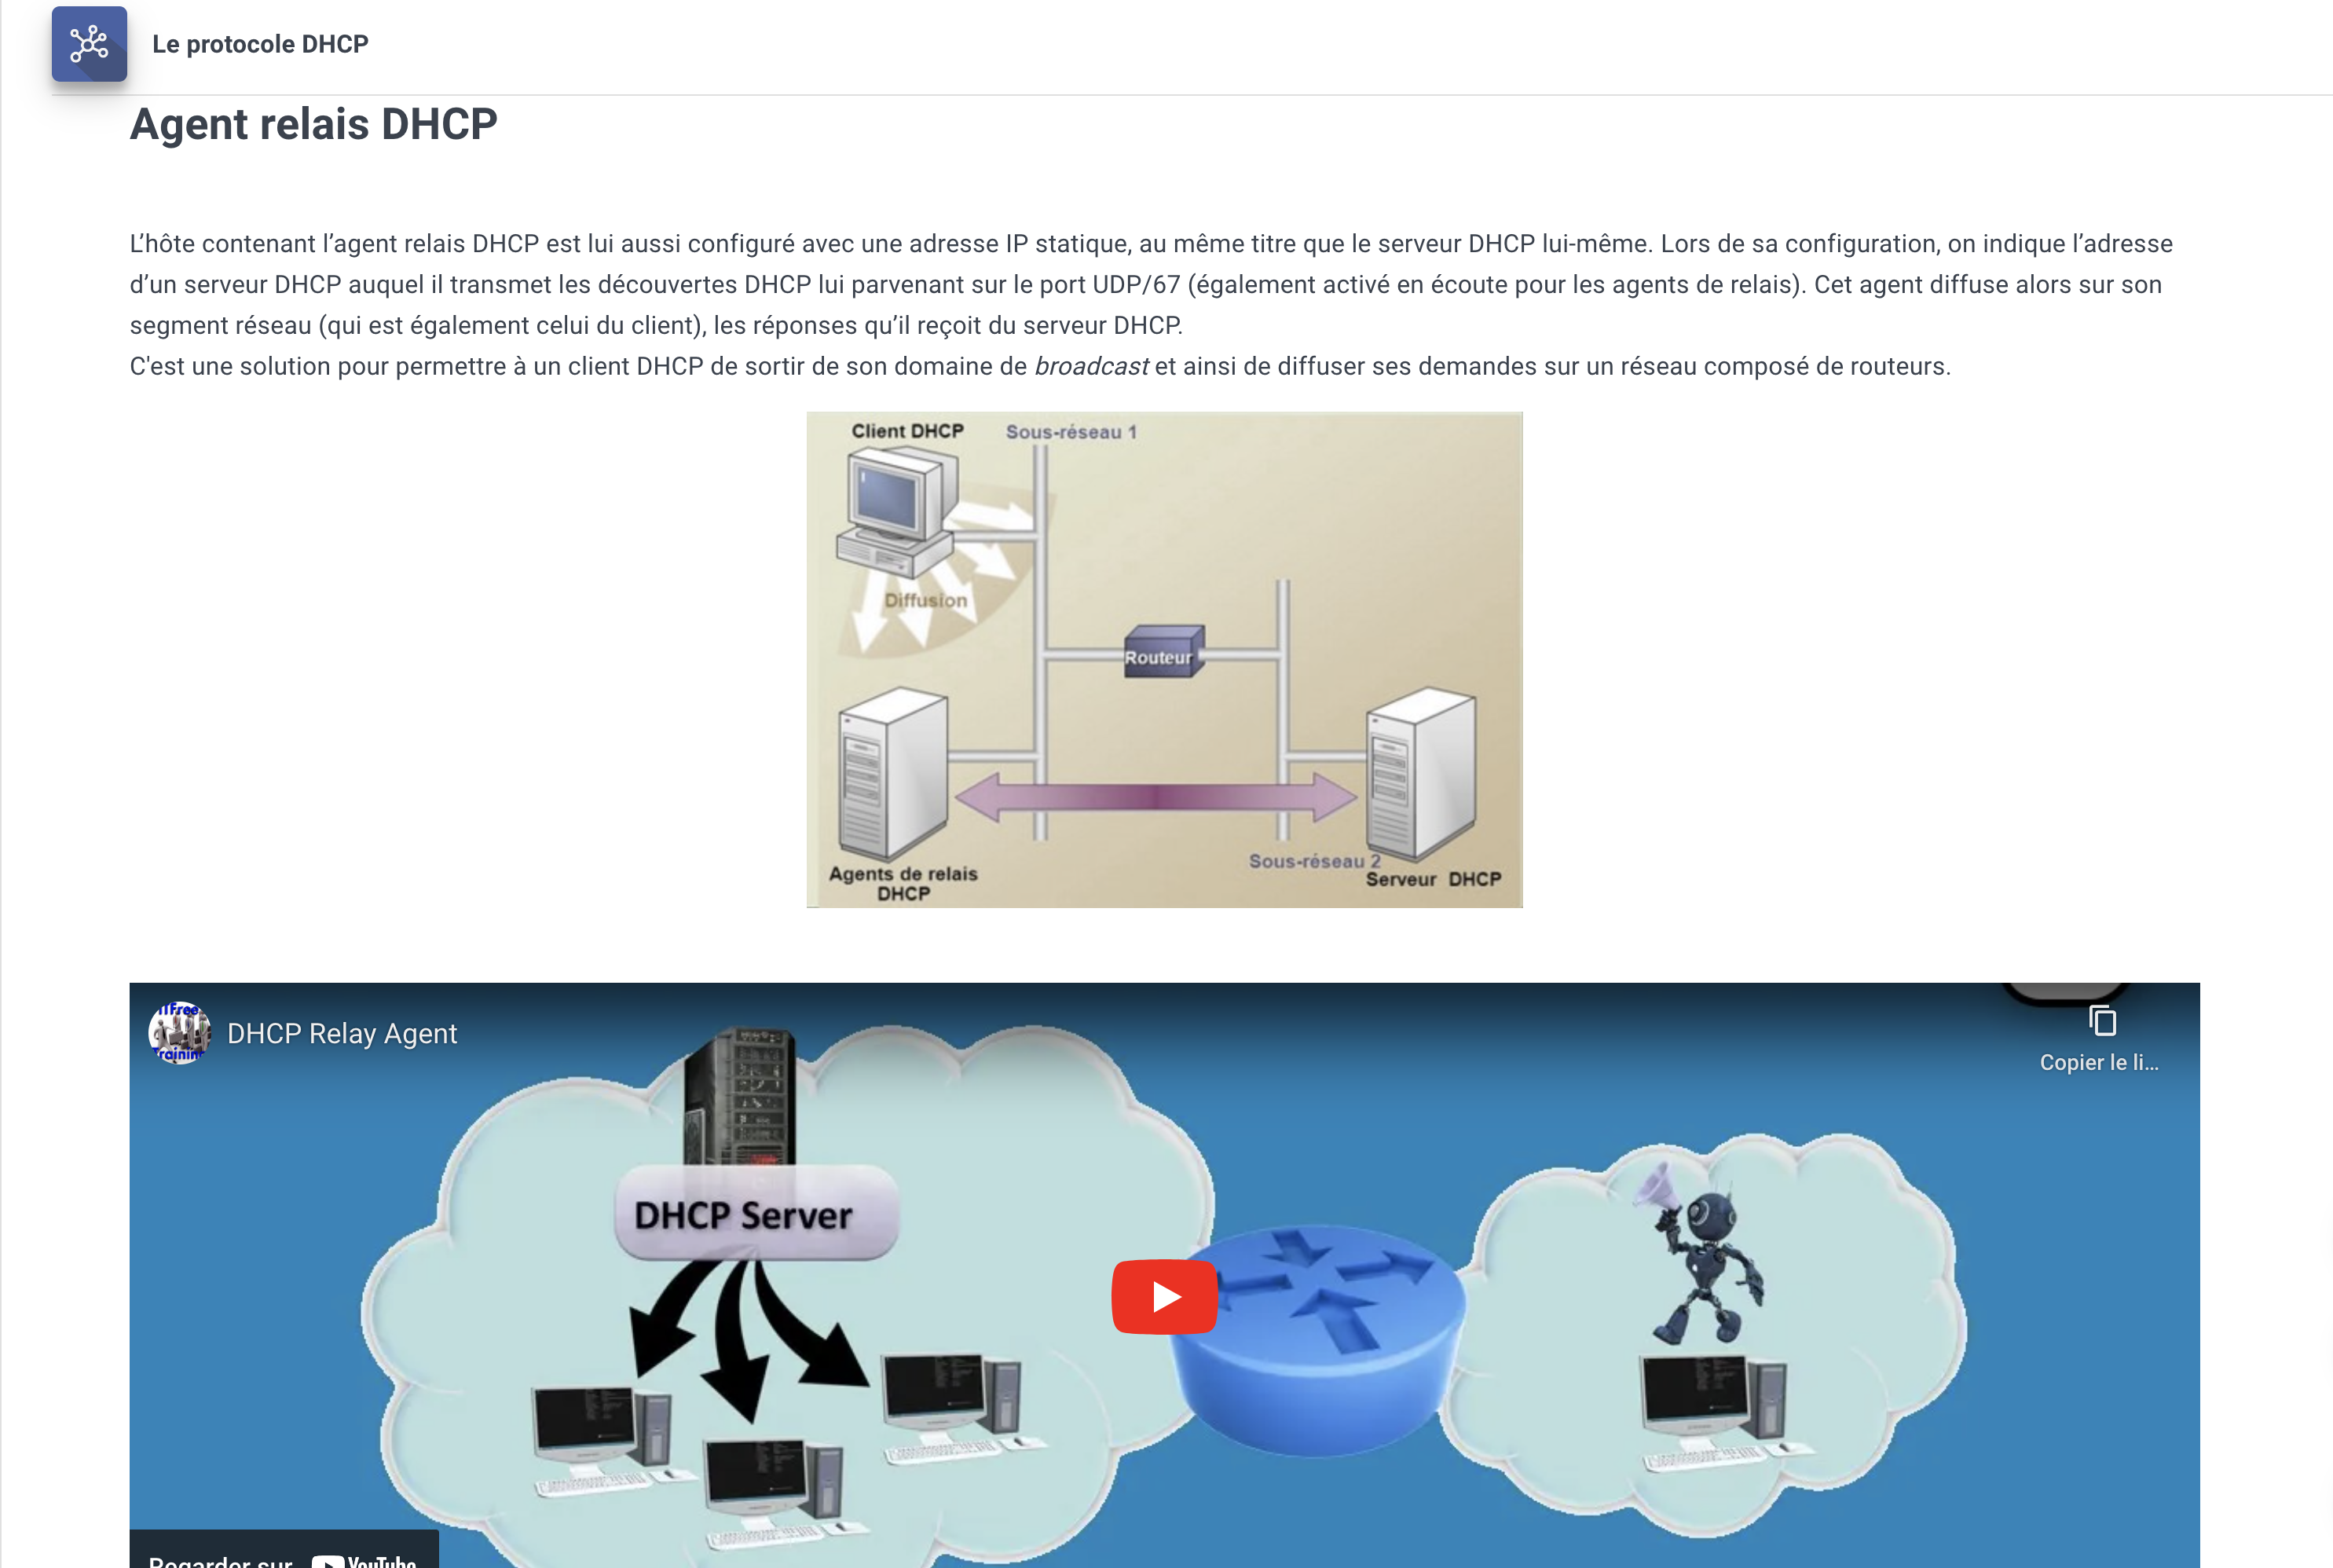 Le protocole DHCP
Agent relais DHCP
L’hôte contenant l’agent relais DHCP est lui aussi configuré avec une adresse IP statique, au même titre que le serveur DHCP lui-même. Lors de sa configuration, on indique l’adresse
d’un serveur DHCP auquel il transmet les découvertes DHCP lui parvenant sur le port UDP/67 (également activé en écoute pour les agents de relais). Cet agent diffuse alors sur son
segment réseau (qui est également celui du client), les réponses qu’il reçoit du serveur DHCP.
C'est une solution pour permettre à un client DHCP de sortir de son domaine de broadcast et ainsi de diffuser ses demandes sur un réseau composé de routeurs.
Client DHCP
Sous-réseau 1
Diffusion
Routeur
Sous-réseau 2
Agents de relais
DHCP
Serveur DHCP
ITFree
Training
DHCP Relay Agent
Copier le li...
DHCP Server
Regarder sur YouTube